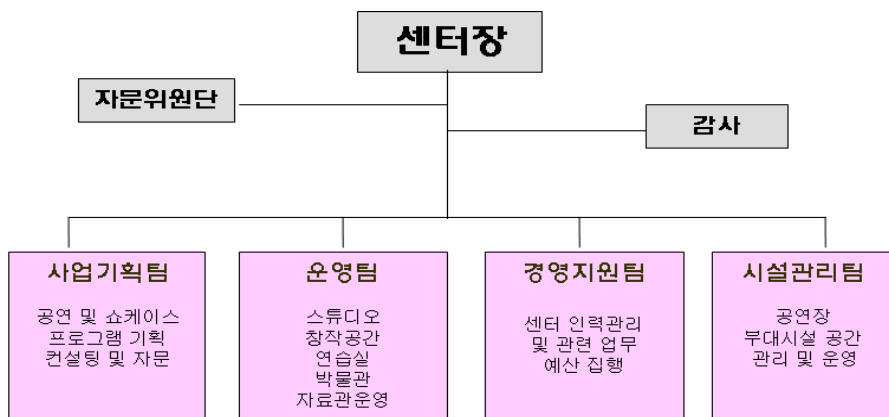 센터장
자문위원단
감사
사업기획팀
공연 및 쇼케이스
프로그램 기획
컨설팅 및 자문
운영팀
스튜디오
창작공간
연습실
박물관
자료관운영
경영지원팀
센터 인력관리
및 관련 업무
예산 집행
시설관리팀
공연장
부대시설 공간
관리 및 운영